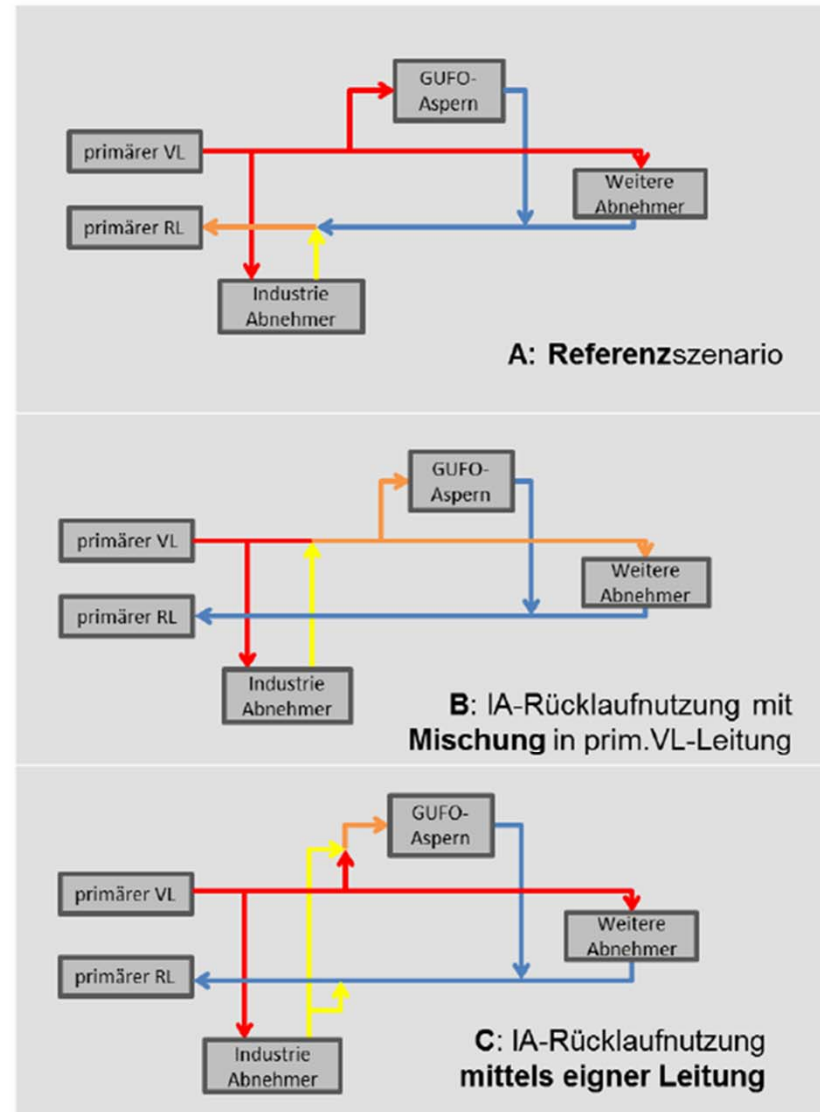 GUFO-
Aspern
primärer VL
Weitere
Abnehmer
primärer RL
Industrie
Abnehmer
A: Referenzszenario
GUFO-
Aspern
primärer VL
Weitere
Abnehmer
primärer RL
Industrie
Abnehmer
B: IA-Rücklaufnutzung mit
Mischung in prim.VL-Leitung
GUFO-
Aspern
primärer VL
Weitere
Abnehmer
primärer RL
Industrie
Abnehmer
C: IA-Rücklaufnutzung
mittels eigner Leitung